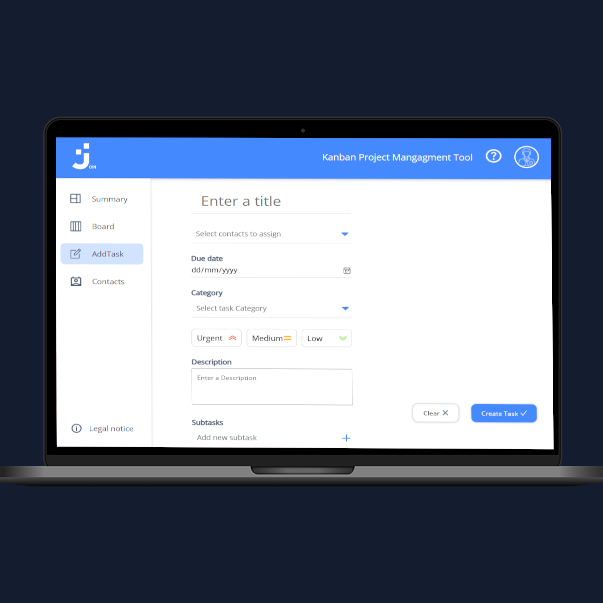 Kanban Project Mangagment Tool
?
Summary
Board
AddTask
Contacts
Legal notice
Enter a title
Select contacts to assign
Due date
dd/mm/yyyy
Category
Select task Category
Urgent
Medium
Low
Description
Enter a Description
Subtasks
Add new subtask
Clear
Create Task